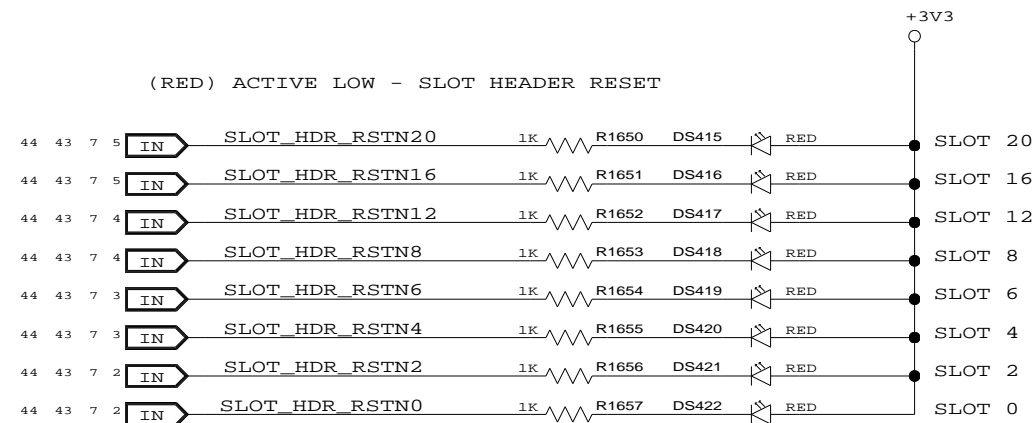 +3V3
(RED) ACTIVE LOW - SLOT HEADER RESET
44 43 7 5 IN SLOT_HDR_RSTN20 1K R1650 DS415 RED SLOT 20
44 43 7 5 IN SLOT_HDR_RSTN16 1K R1651 DS416 RED SLOT 16
44 43 7 4 IN SLOT_HDR_RSTN12 1K R1652 DS417 RED SLOT 12
44 43 7 4 IN SLOT_HDR_RSTN8 1K R1653 DS418 RED SLOT 8
44 43 7 3 IN SLOT_HDR_RSTN6 1K R1654 DS419 RED SLOT 6
44 43 7 3 IN SLOT_HDR_RSTN4 1K R1655 DS420 RED SLOT 4
44 43 7 2 IN SLOT_HDR_RSTN2 1K R1656 DS421 RED SLOT 2
44 43 7 2 IN SLOT_HDR_RSTN0 1K R1657 DS422 RED SLOT 0